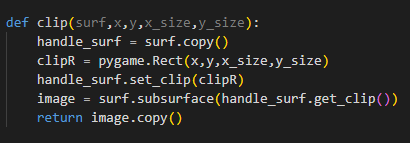 def clip(surf,x,y,x_size,y_size):
    handle_surf = surf.copy()
    clipR = pygame.Rect(x,y,x_size,y_size)
    handle_surf.set_clip(clipR)
    image = surf.subsurface(handle_surf.get_clip())
    return image.copy()